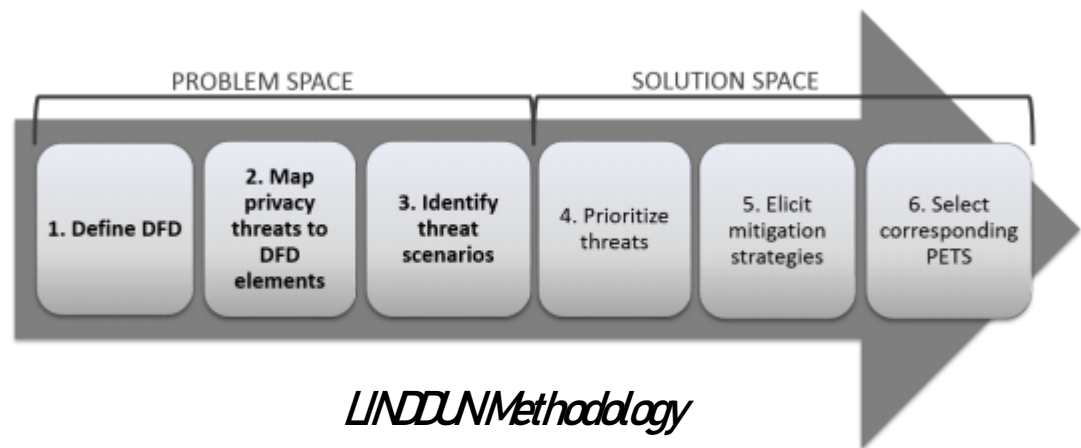 PROBLEM SPACE
SOLUTION SPACE
1. Define DFD
2. Map
privacy
threats to
DFD
elements
3. Identify
threat
scenarios
4. Prioritize
threats
5. Elicit
mitigation
strategies
6. Select
corresponding
PETS
LINDDUN Methodology